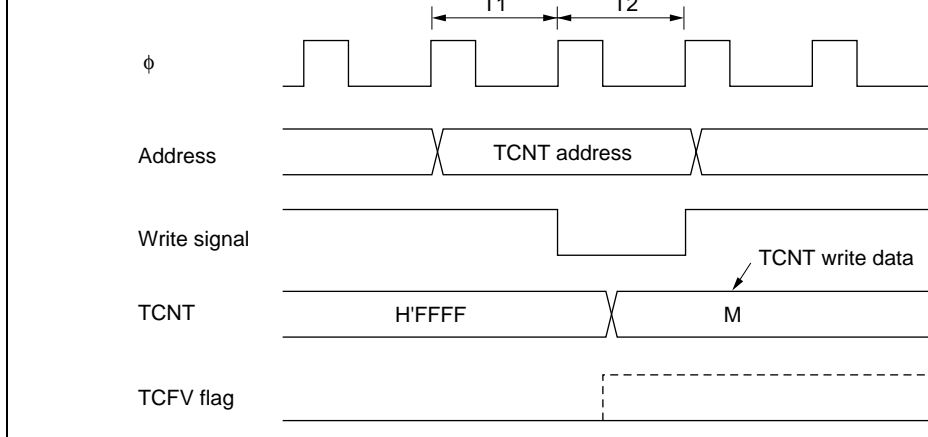 T1 T2
ϕ
Address
TCNT address
Write signal
TCNT write data
TCNT
H'FFFF
M
TCFV flag